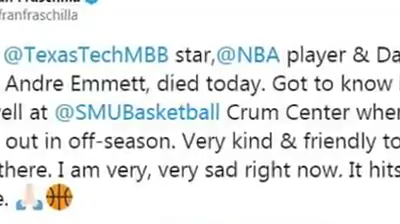 franfraschilla
@TexasTechMBB star,@NBA player & Da
Andre Emmett, died today. Got to know
ell at @SMUBasketball Crum Center whe
out in off-season. Very kind & friendly to
there. I am very, very sad right now. It hits
e. 🙏🏻🏀